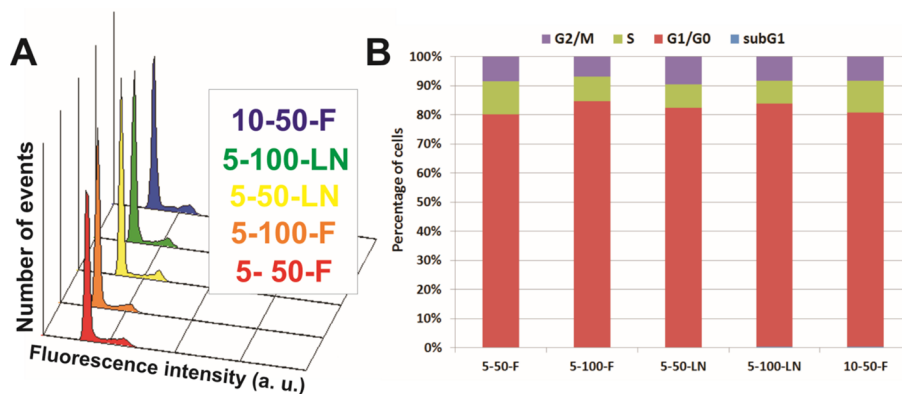 A
Number of events
Fluorescence intensity (a. u.)
10-50-F
5-100-LN
5-50-LN
5-100-F
5- 50-F
B
G2/M S G1/G0 subG1
Percentage of cells
100%
90%
80%
70%
60%
50%
40%
30%
20%
10%
0%
5-50-F 5-100-F 5-50-LN 5-100-LN 10-50-F